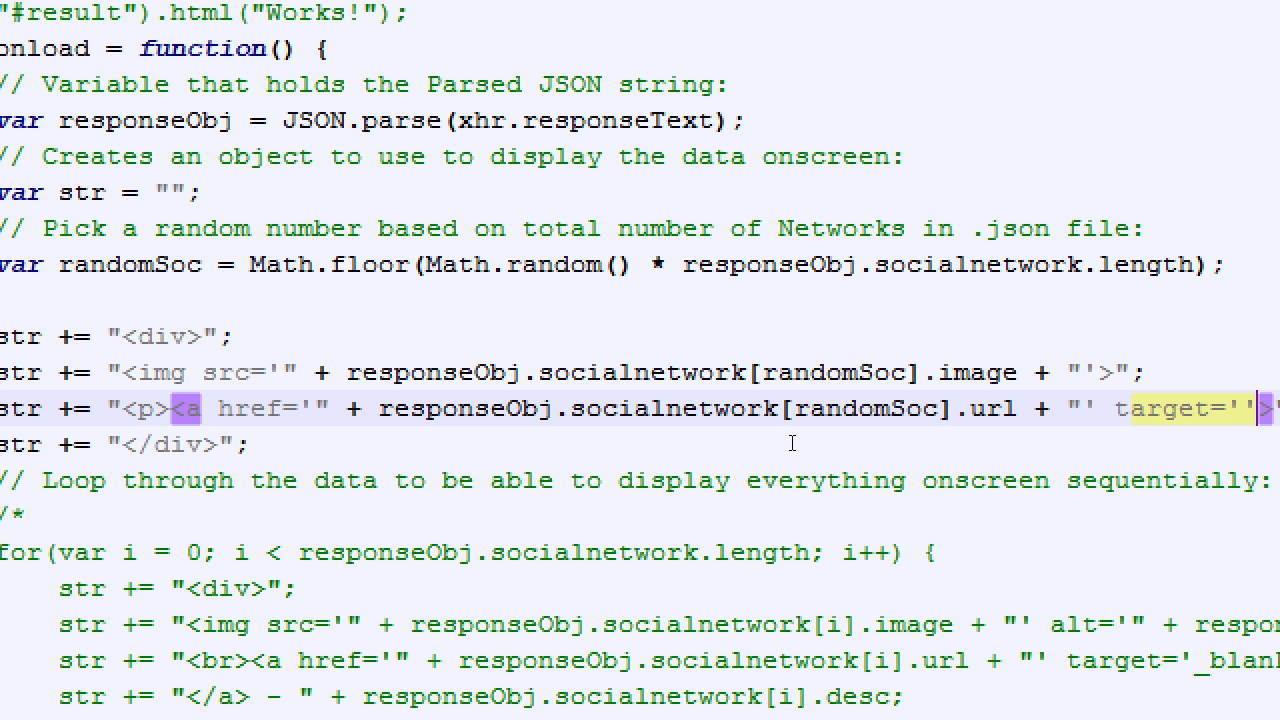 "#result").html("Works!");
onload = function() {
// Variable that holds the Parsed JSON string:
var responseObj = JSON.parse(xhr.responseText);
// Creates an object to use to display the data onscreen:
var str = "";
// Pick a random number based on total number of Networks in .json file:
var randomSoc = Math.floor(Math.random() * responseObj.socialnetwork.length);
str += "<div>";
str += "<img src='" + responseObj.socialnetwork[randomSoc].image + "'>";
str += "<p><a href='" + responseObj.socialnetwork[randomSoc].url + "' target=''>"
str += "</div>";
// Loop through the data to be able to display everything onscreen sequentially:
/*
for(var i = 0; i < responseObj.socialnetwork.length; i++) {
str += "<div>";
str += "<img src='" + responseObj.socialnetwork[i].image + "' alt='" + respon
str += "<br><a href='" + responseObj.socialnetwork[i].url + "' target='_blank
str += "</a> - " + responseObj.socialnetwork[i].desc;